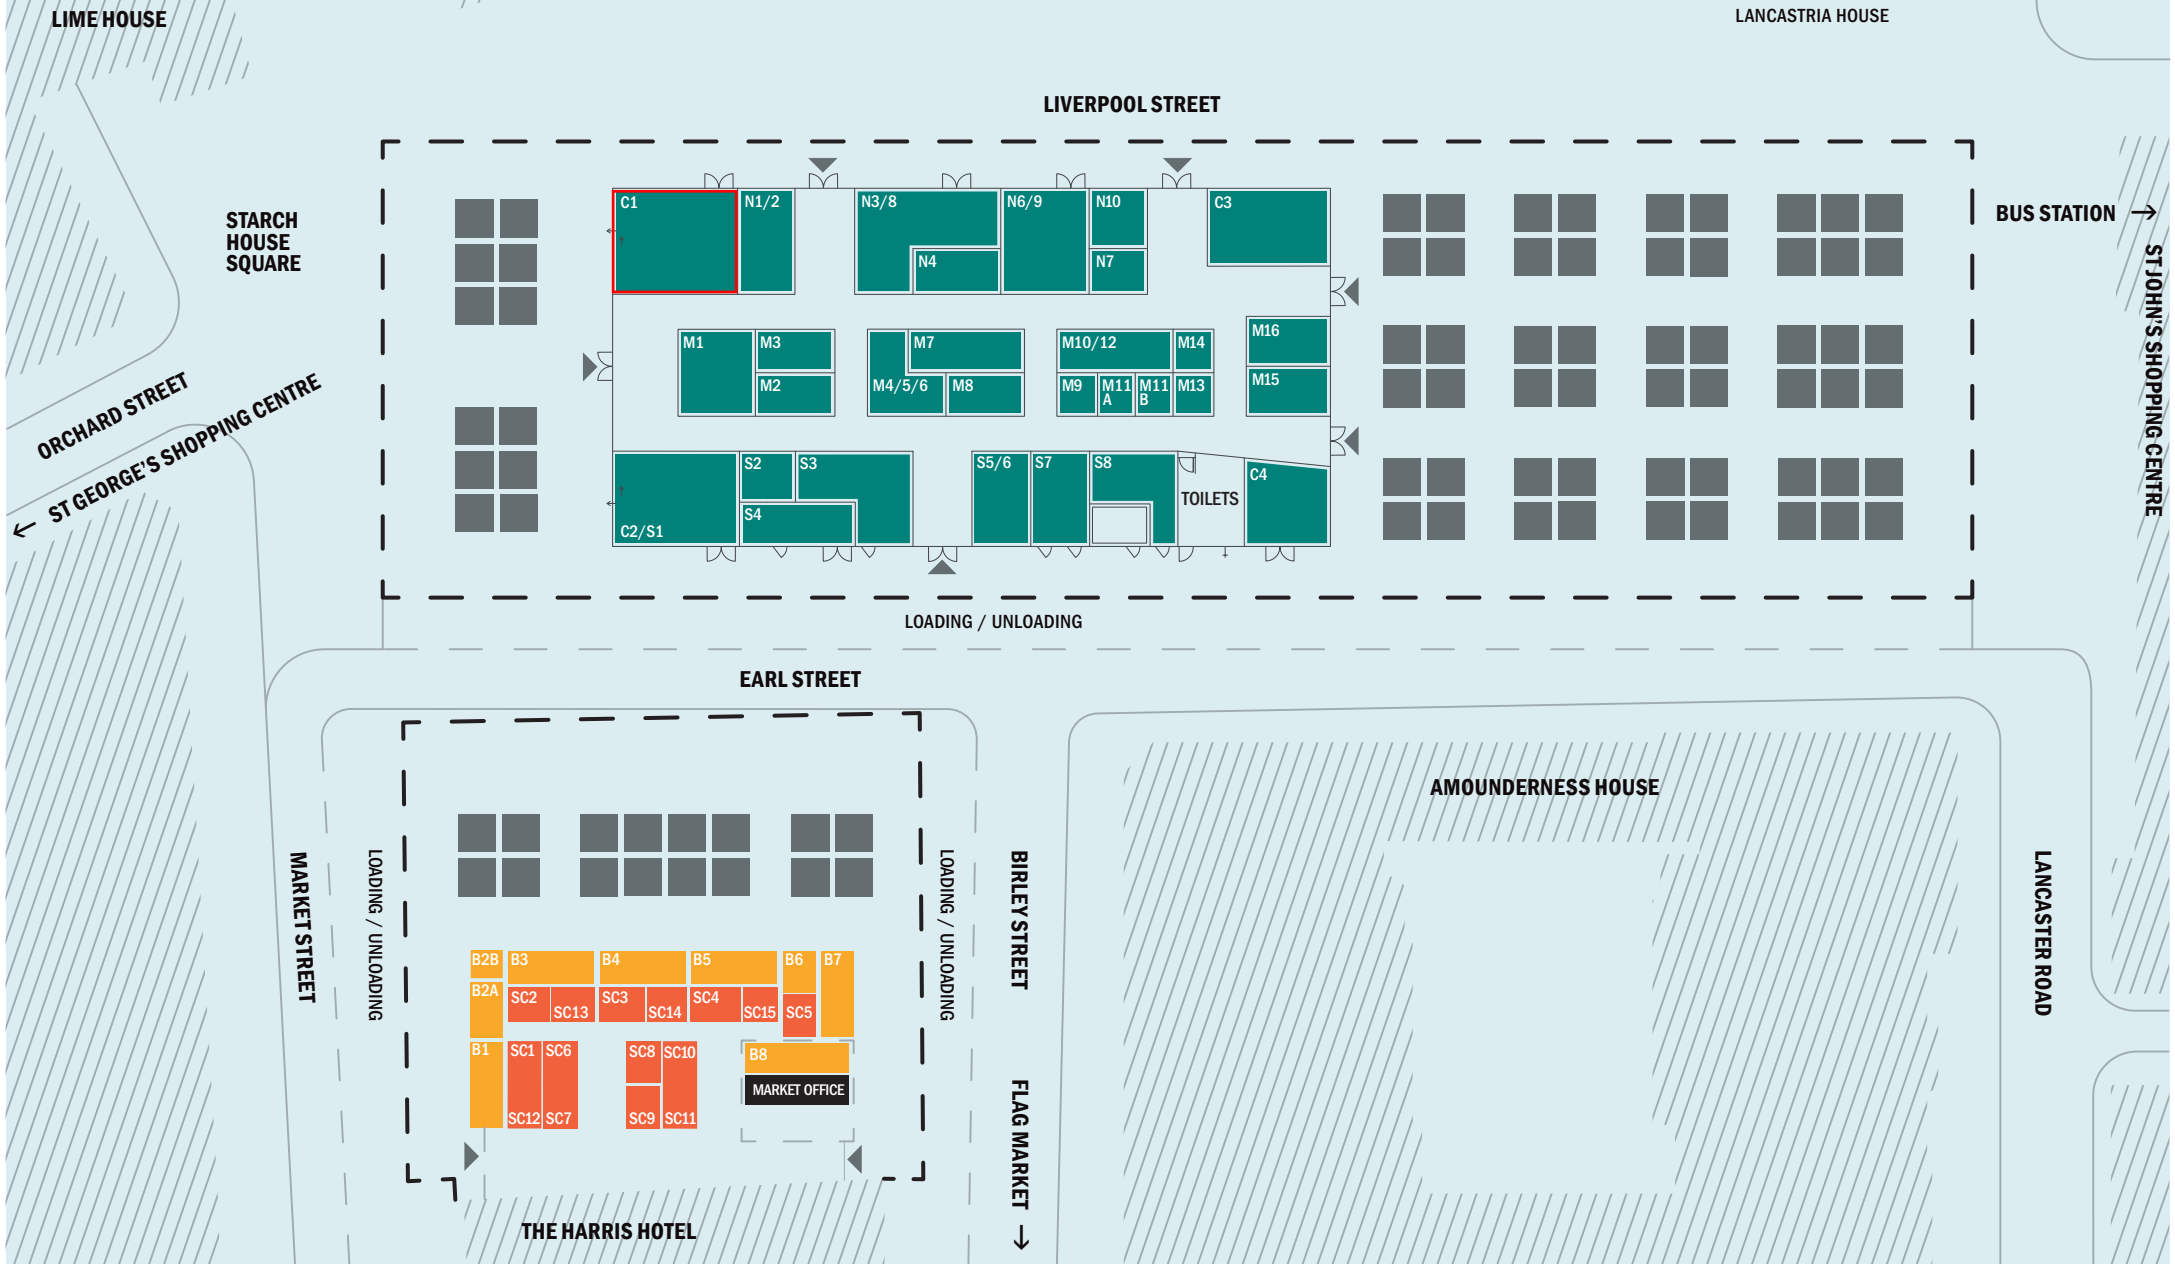 LIME HOUSE
LANCASTRIA HOUSE
LIVERPOOL STREET
STARCH
HOUSE
SQUARE
BUS STATION →
ST JOHN'S SHOPPING CENTRE
ORCHARD STREET
← ST GEORGE'S SHOPPING CENTRE
C1
N1/2
N3/8
N4
N6/9
N10
N7
C3
M1
M3
M2
M7
M4/5/6
M8
M10/12
M14
M9
M11
A
M11
B
M13
M16
M15
C2/S1
S2
S3
S4
S5/6
S7
S8
TOILETS
C4
LOADING / UNLOADING
EARL STREET
AMOUNDERNESS HOUSE
MARKET STREET
LOADING / UNLOADING
LOADING / UNLOADING
BIRLEY STREET
FLAG MARKET →
LANCASTER ROAD
B2B
B3
B4
B5
B6
B7
B2A
SC2
SC13
SC3
SC14
SC4
SC15
SC5
B1
SC1
SC6
SC8
SC10
B8
MARKET OFFICE
SC12
SC7
SC9
SC11
THE HARRIS HOTEL